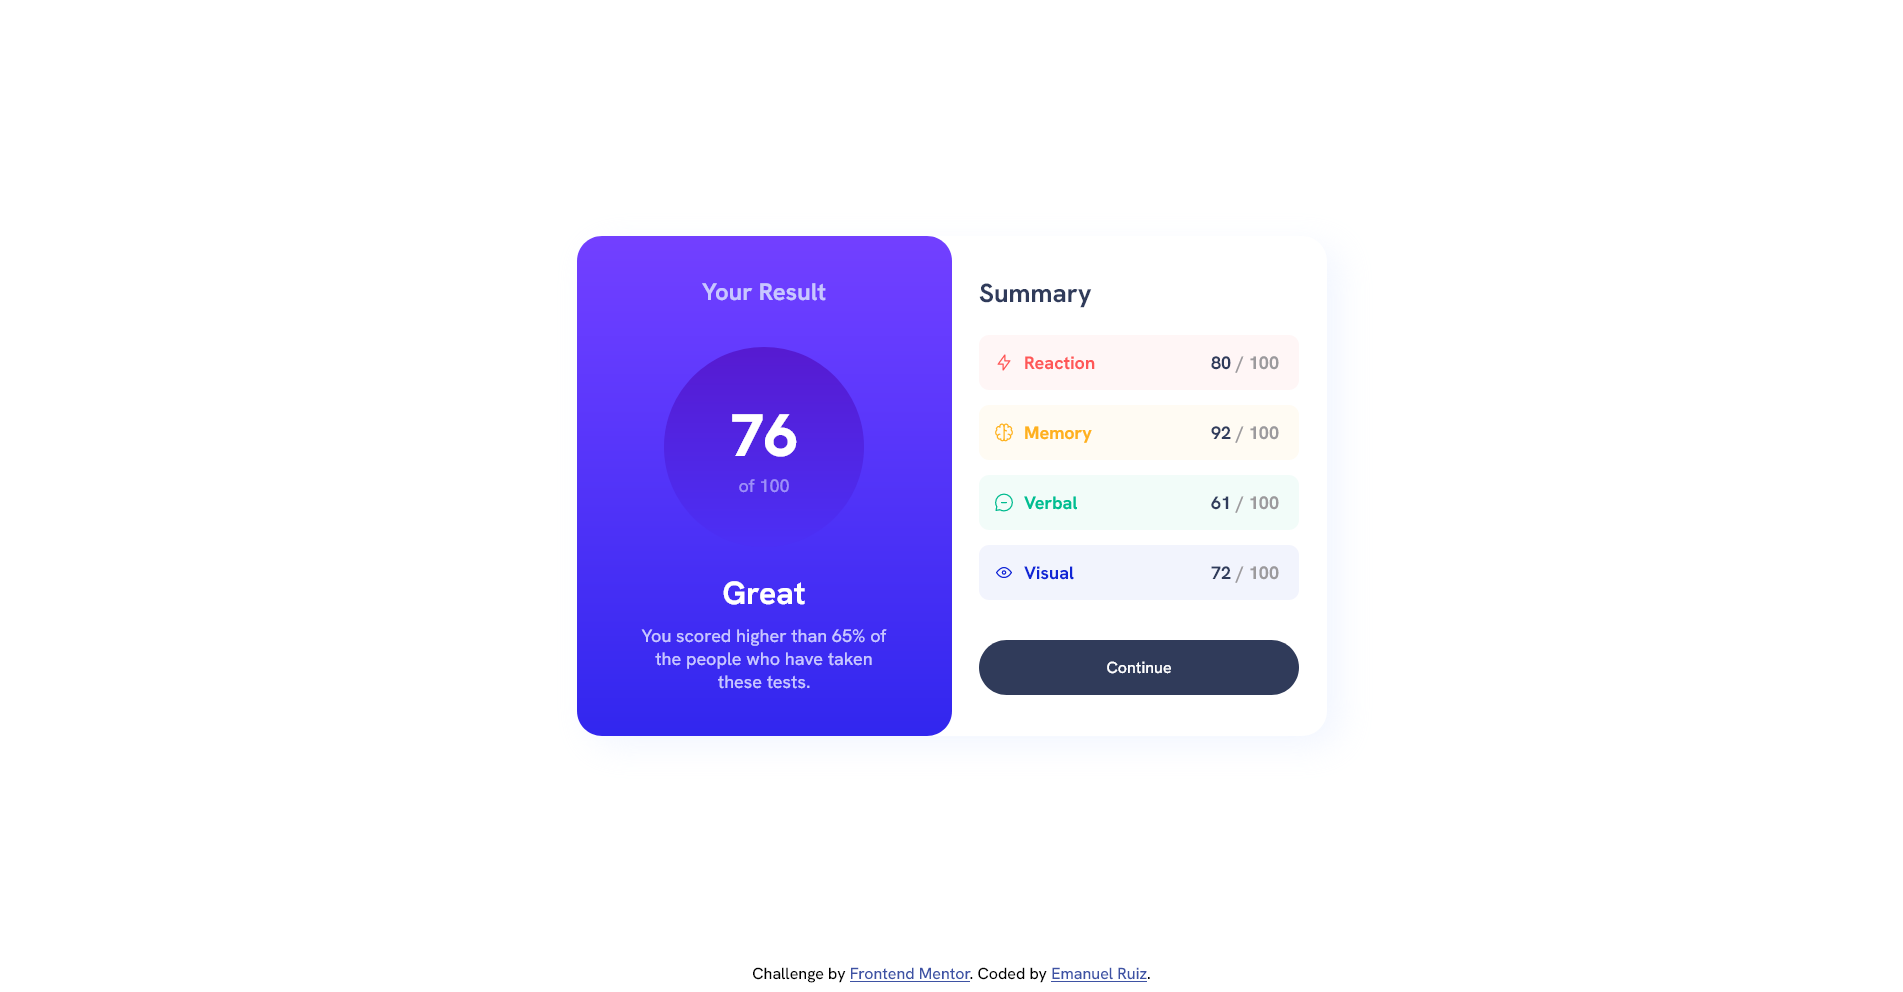 Your Result
76
of 100
Great
You scored higher than 65% of
the people who have taken
these tests.
Summary
Reaction 80 / 100
Memory 92 / 100
Verbal 61 / 100
Visual 72 / 100
Continue
Challenge by Frontend Mentor. Coded by Emanuel Ruiz.